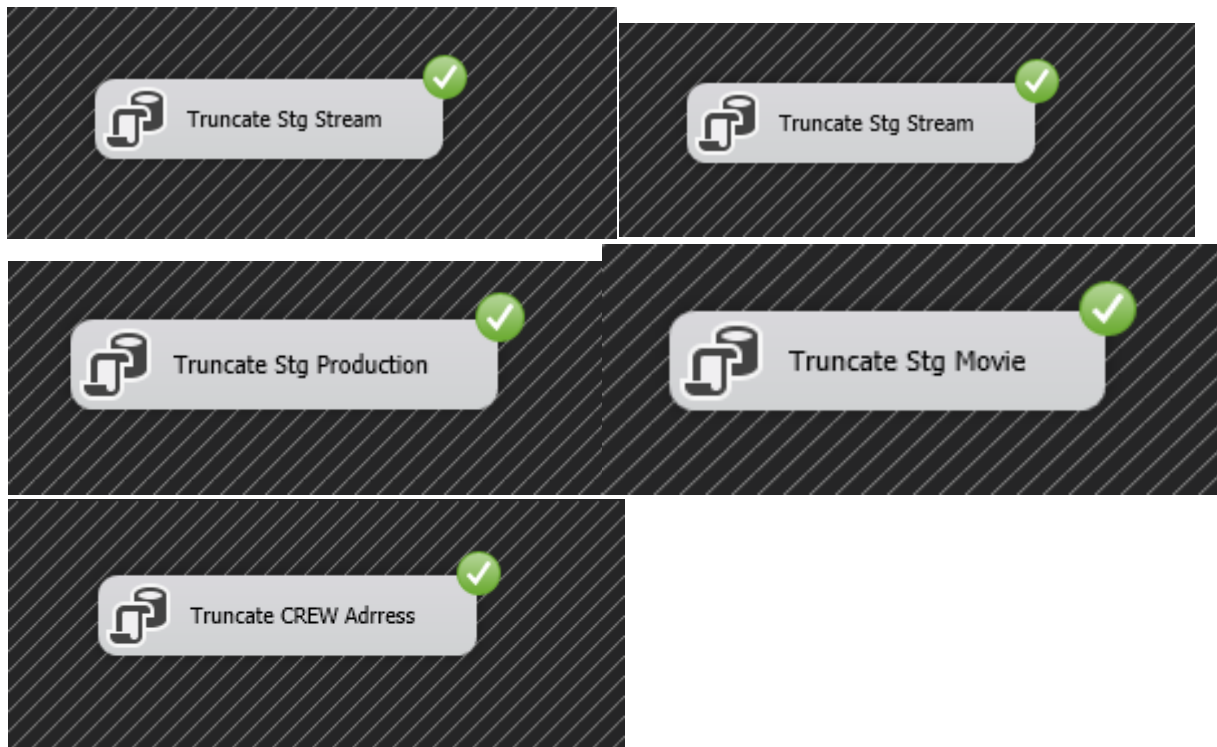 Truncate Stg Stream
Truncate Stg Stream
Truncate Stg Production
Truncate Stg Movie
Truncate CREW Adrress